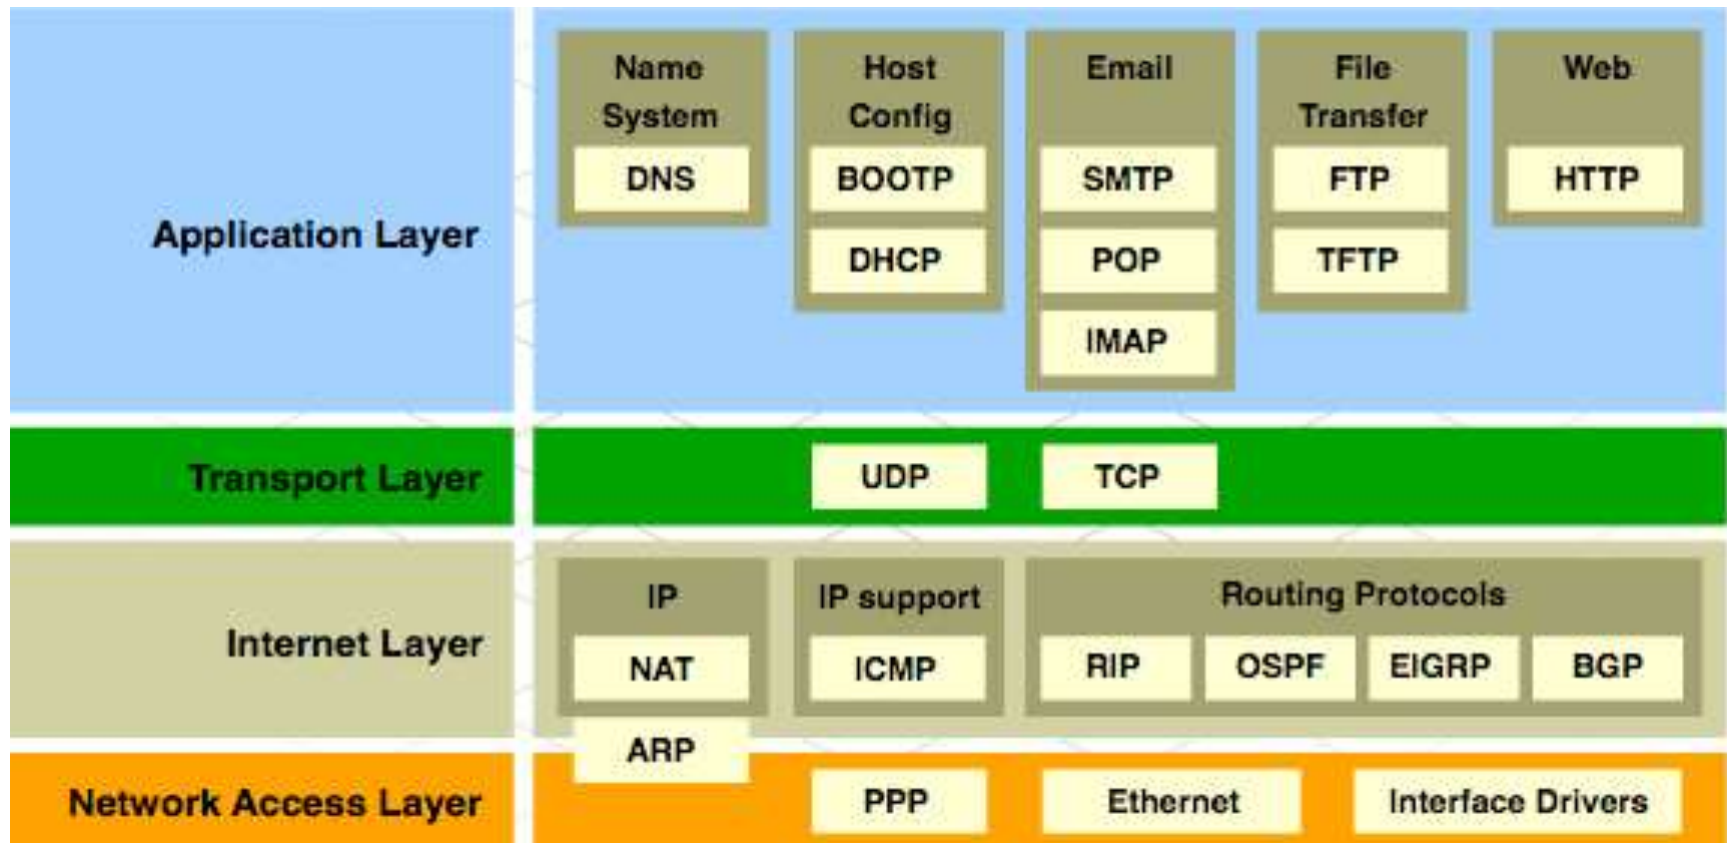 Application Layer
Name
System
DNS
Host
Config
BOOTP
DHCP
Email
SMTP
POP
IMAP
File
Transfer
FTP
TFTP
Web
HTTP
Transport Layer
UDP
TCP
Internet Layer
IP
NAT
ARP
IP support
ICMP
Routing Protocols
RIP
OSPF
EIGRP
BGP
Network Access Layer
PPP
Ethernet
Interface Drivers